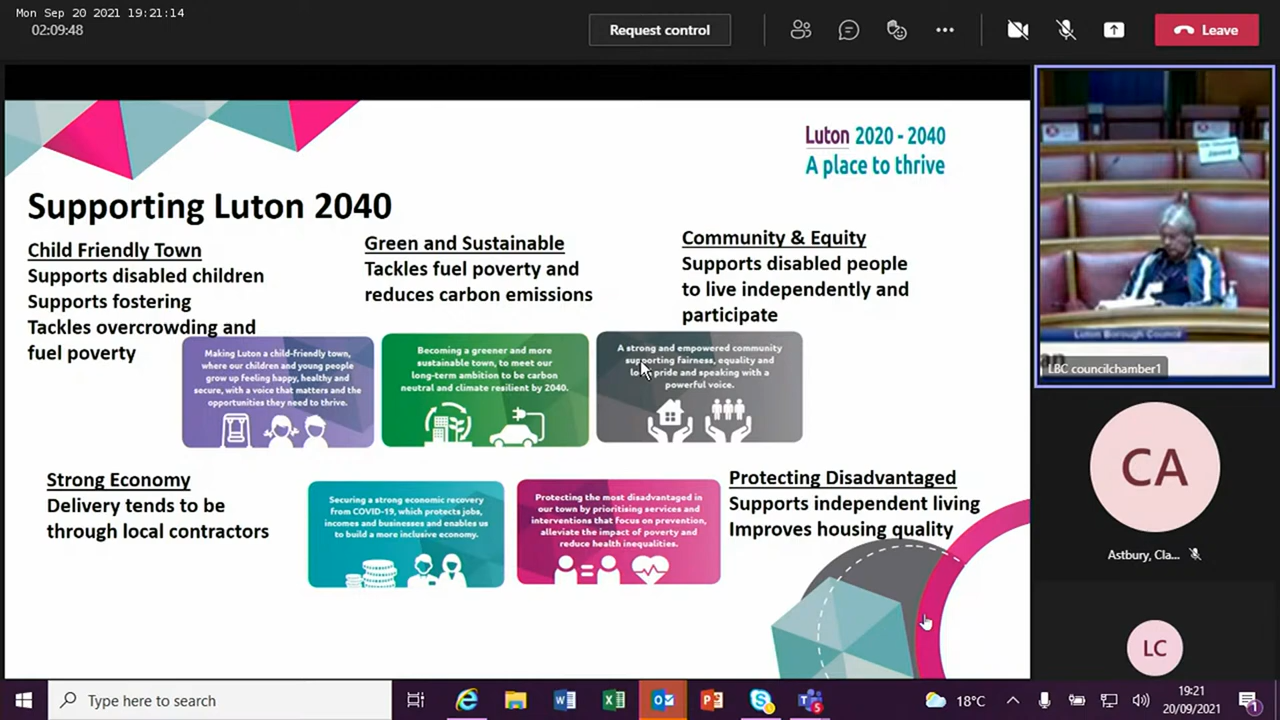 Mon Sep 20 2021 19:21:14
02:09:48
Request control
Leave
Luton 2020 - 2040
A place to thrive
Supporting Luton 2040
Child Friendly Town
Supports disabled children
Supports fostering
Tackles overcrowding and
fuel poverty
Green and Sustainable
Tackles fuel poverty and
reduces carbon emissions
Community & Equity
Supports disabled people
to live independently and
participate
Making Luton a child-friendly town,
where our children and young people
grow up feeling happy, healthy and
secure, with a voice that matters and the
opportunities they need to thrive.
Becoming a greener and more
sustainable town, to meet our
long-term ambition to be carbon
neutral and climate resilient by 2040.
A strong and empowered community
supporting fairness, equality and
pride and speaking with a
powerful voice.
Strong Economy
Delivery tends to be
through local contractors
Securing a strong economic recovery
from COVID-19, which protects jobs,
incomes and businesses and enables us
to build a more inclusive economy.
Protecting the most disadvantaged in
our town by prioritising services and
interventions that focus on prevention,
alleviate the impact of poverty and
reduce health inequalities.
Protecting Disadvantaged
Supports independent living
Improves housing quality
Luton Borough Council
LBC councilchamber1
CA
Astbury, Cla...
LC
Type here to search
18°C
19:21
20/09/2021
1